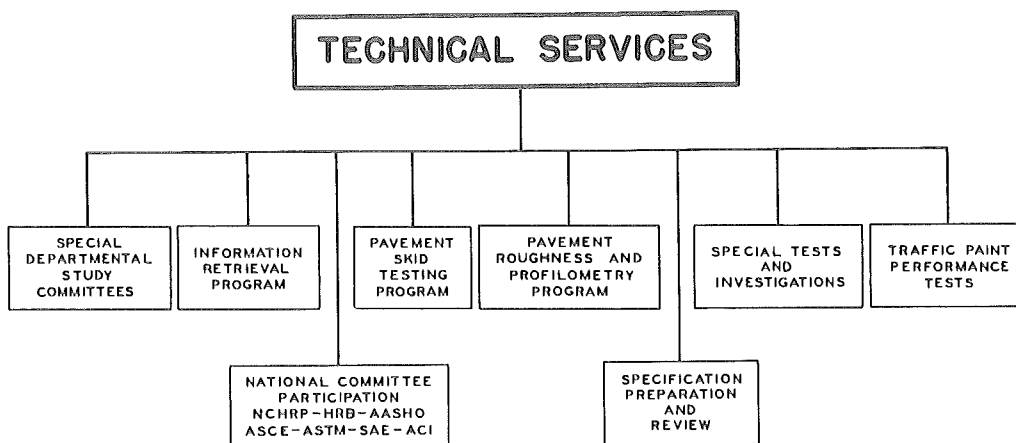 TECHNICAL SERVICES
SPECIAL
DEPARTMENTAL
STUDY
COMMITTEES
INFORMATION
RETRIEVAL
PROGRAM
PAVEMENT
SKID
TESTING
PROGRAM
PAVEMENT
ROUGHNESS AND
PROFILOMETRY
PROGRAM
SPECIAL TESTS
AND
INVESTIGATIONS
TRAFFIC PAINT
PERFORMANCE
TESTS
NATIONAL COMMITTEE
PARTICIPATION
NCHRP-HRB-AASHO
ASCE-ASTM-SAE-ACI
SPECIFICATION
PREPARATION
AND
REVIEW